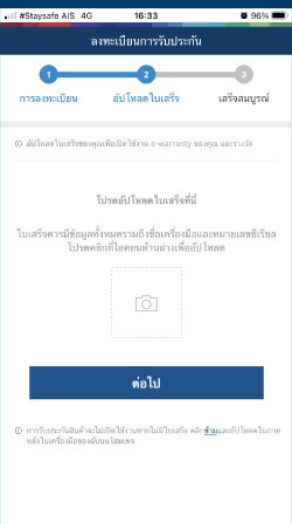 #Staysafe AIS 4G 16:33 96%
ลงทะเบียนการรับประกัน
1 2 3
การลงทะเบียน อัปโหลดใบเสร็จ เสร็จสมบูรณ์
อัปโหลดใบเสร็จของคุณเพื่อเปิดใช้งาน e-warranty ของคุณ และรางวัล
โปรดอัปโหลดใบเสร็จที่นี่
ใบเสร็จควรมีข้อมูลทั้งหมดรวมถึงชื่อเครื่องมือและหมายเลขซีเรียล
โปรดคลิกที่ไอคอนด้านล่างเพื่ออัปโหลด
ต่อไป
การรับประกันสินค้าจะไม่เปิดใช้งานหากไม่มีใบเสร็จ คลิกข้ามและอัปโหลดในภาย
หลังในเครื่องมือของฉันบนโฮมเพจ